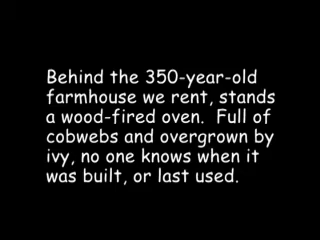 Behind the 350-year-old
farmhouse we rent, stands
a wood-fired oven.  Full of
cobwebs and overgrown by
ivy, no one knows when it
was built, or last used.